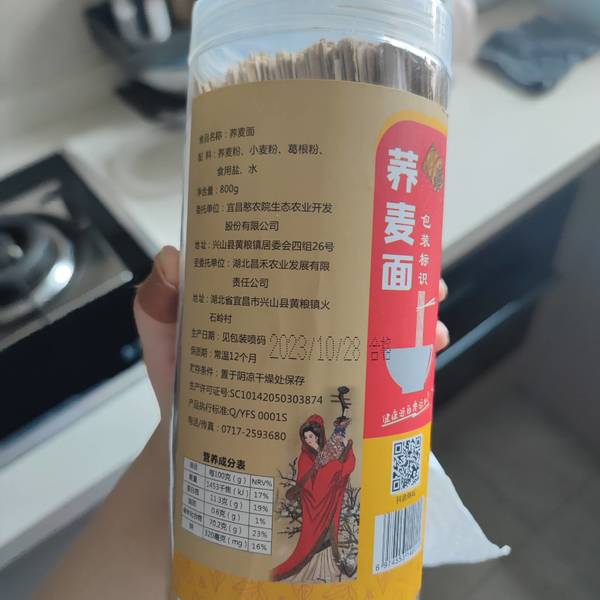 食品名称：荞麦面
配 料：荞麦粉、小麦粉、葛根粉、
食用盐、水
净含量：800g
委托单位：宜昌憨农院生态农业开发
股份有限公司
地址：兴山县黄粮镇居委会四组26号
受委托单位：湖北昌禾农业发展有限
责任公司
地址：湖北省宜昌市兴山县黄粮镇火
石岭村
生产日期：见包装喷码
2023/10/28 合格
保质期：常温12个月
贮存条件：置于阴凉干燥处保存
生产许可证号:SC10142050303874
产品执行标准:Q/YFS 0001S
电话/传真：0717-2593680
营养成分表
项目 每100克(g) NRV%
能量 1453千焦(kJ) 17%
蛋白质 11.3克(g) 19%
脂肪 0.6克(g) 1%
碳水化合物 70.2克(g) 23%
钠 320毫克(mg) 16%
荞麦面
包装标识